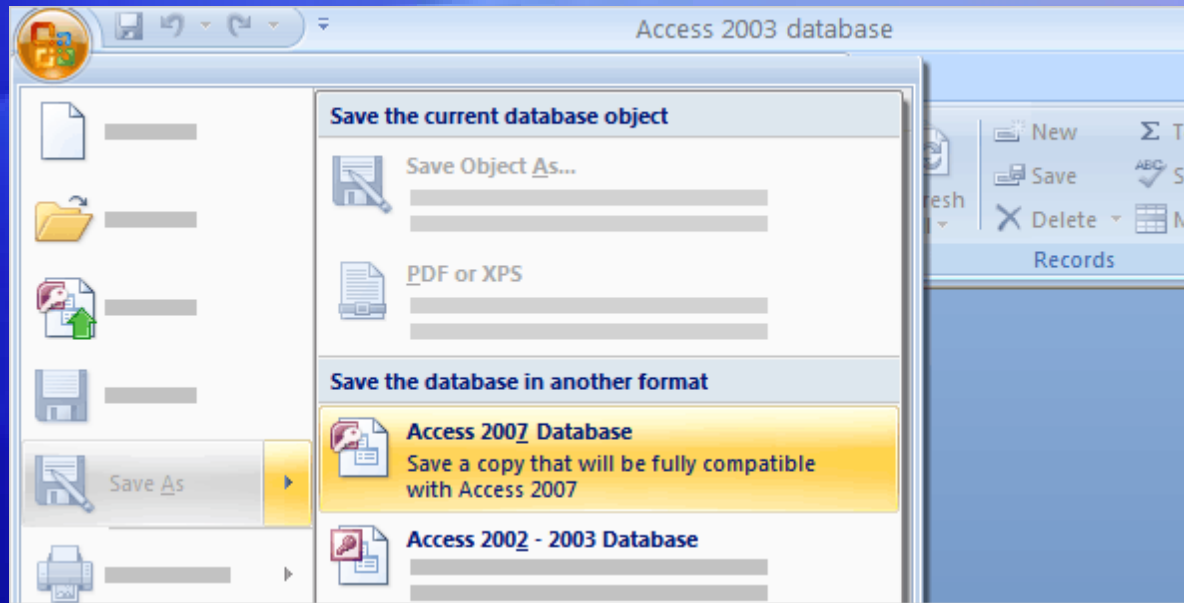 Access 2003 database
Save the current database object
Save Object As...
PDF or XPS
Save the database in another format
Access 2007 Database
Save a copy that will be fully compatible
with Access 2007
Access 2002 - 2003 Database
Save As
New
Save
Delete
Records
ABC
Σ